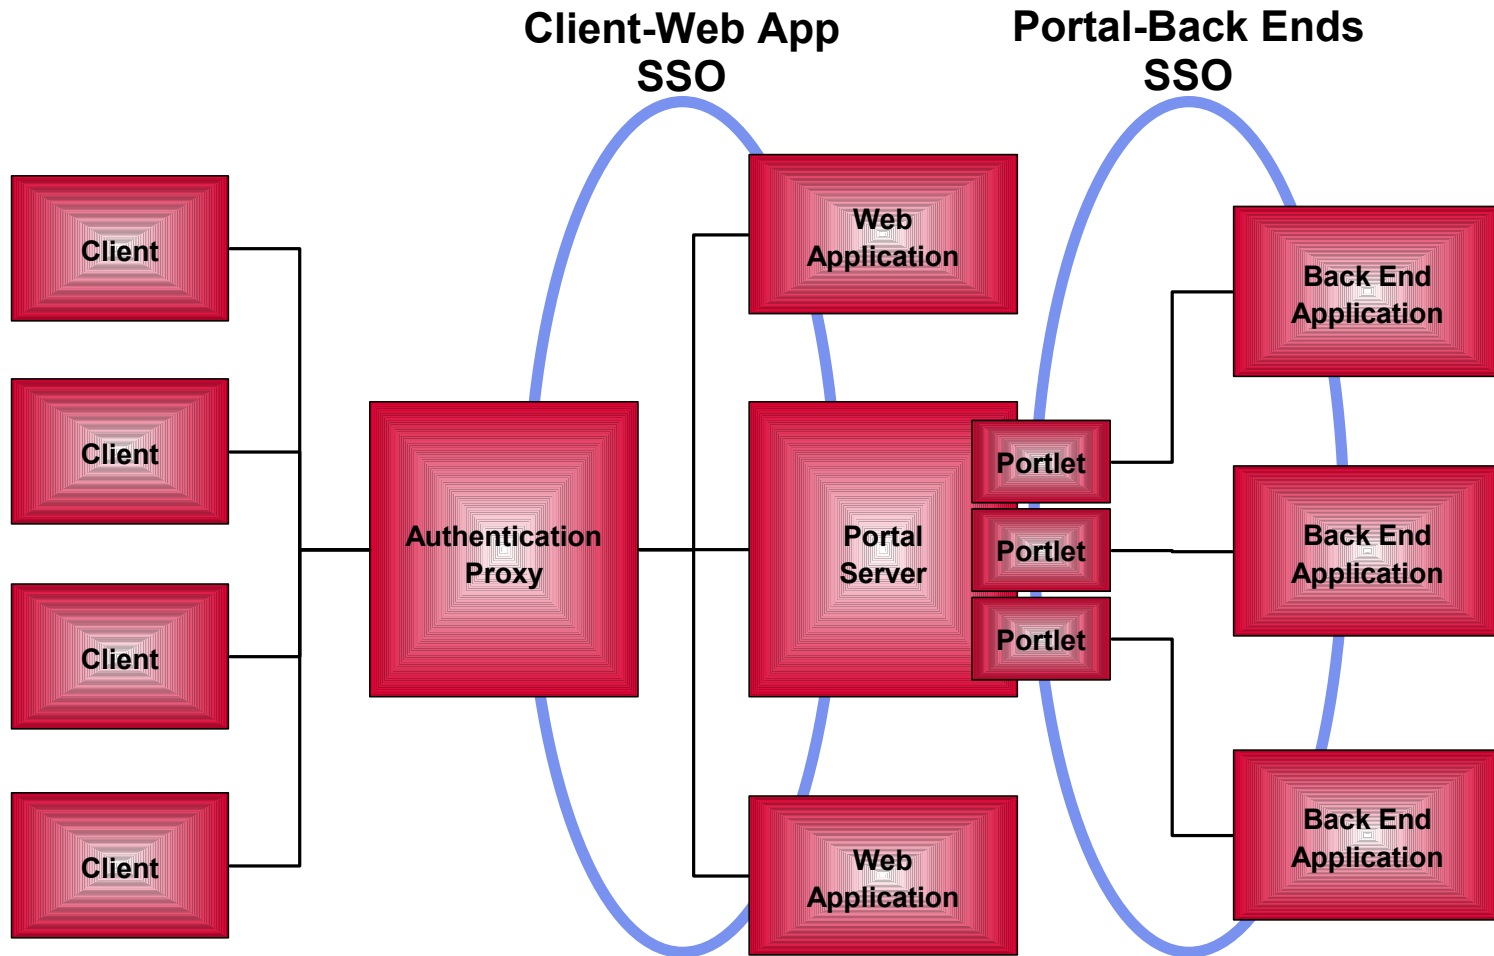 Client-Web App
SSO
Portal-Back Ends
SSO
Client
Client
Client
Client
Authentication
Proxy
Web
Application
Portal
Server
Web
Application
Portlet
Portlet
Portlet
Back End
Application
Back End
Application
Back End
Application